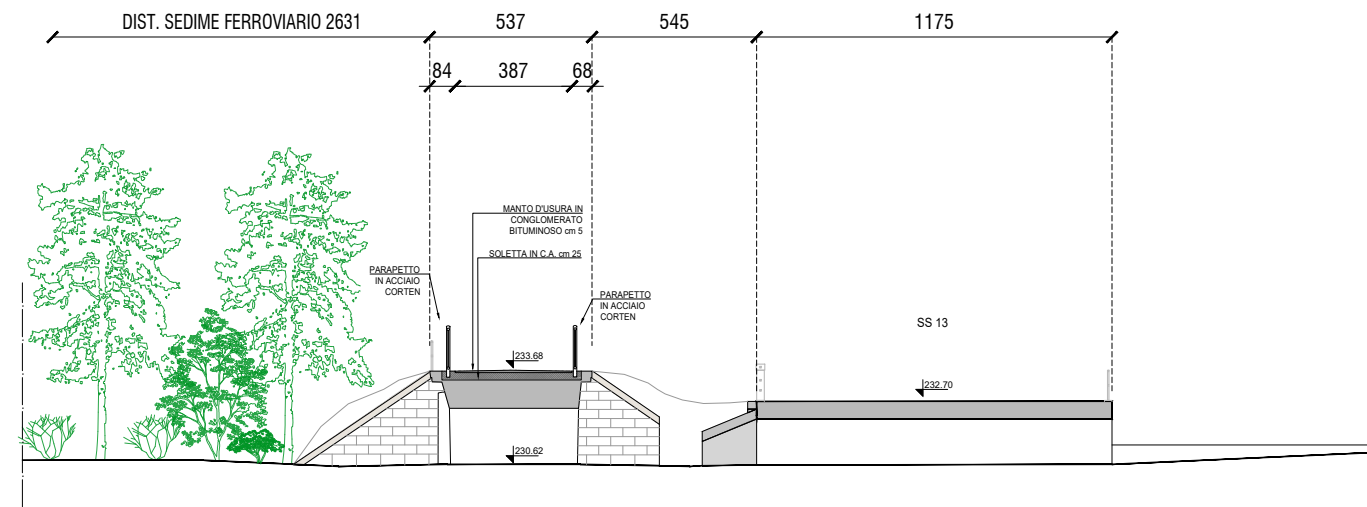 DIST. SEDIME FERROVIARIO 2631
537
545
1175
84
387
68
MANTO D'USURA IN
CONGLOMERATO
BITUMINOSO cm 5
SOLETTA IN C.A. cm 25
PARAPETTO
IN ACCIAIO
CORTEN
PARAPETTO
IN ACCIAIO
CORTEN
SS 13
233.68
232.70
230.62